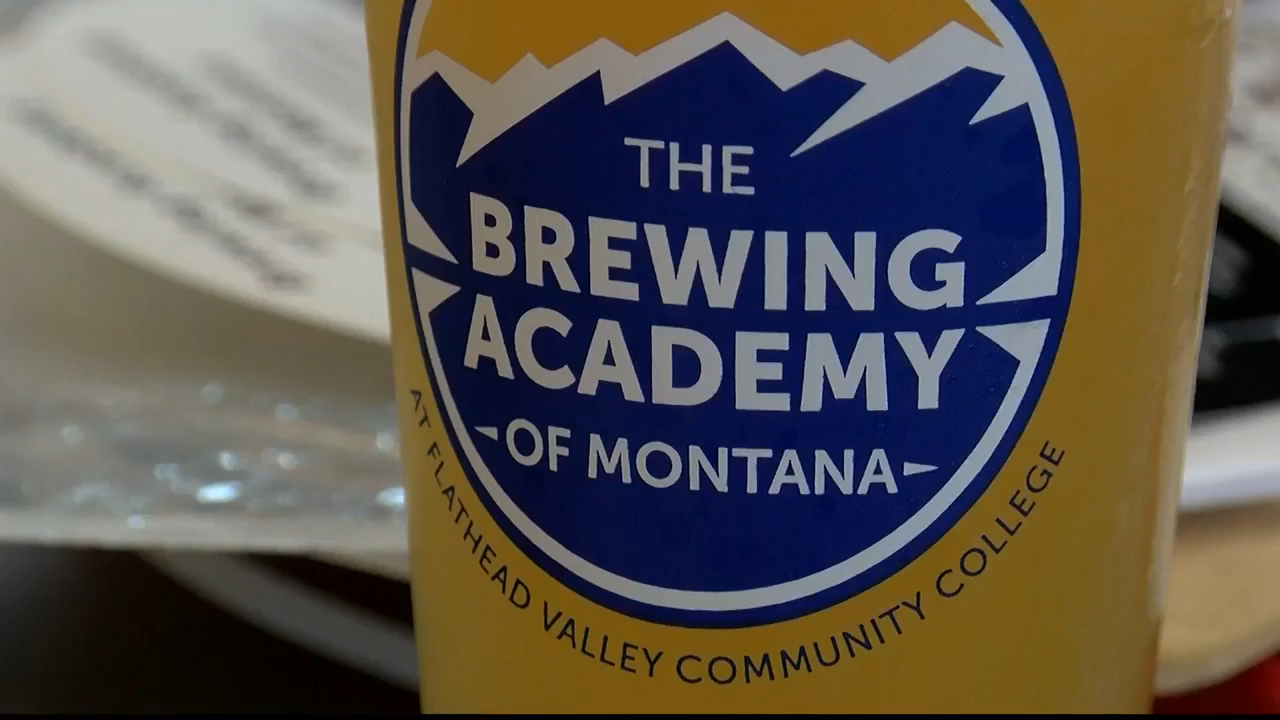 THE
BREWING
ACADEMY
OF MONTANA
AT FLATHEAD VALLEY COMMUNITY COLLEGE